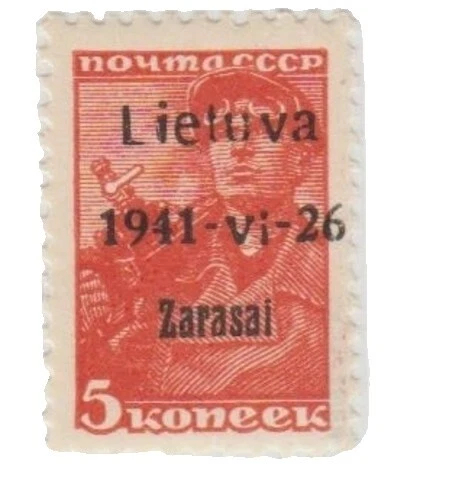 почта СССР
Lietuva
1941-vi-26
Zarasai
5 копеек